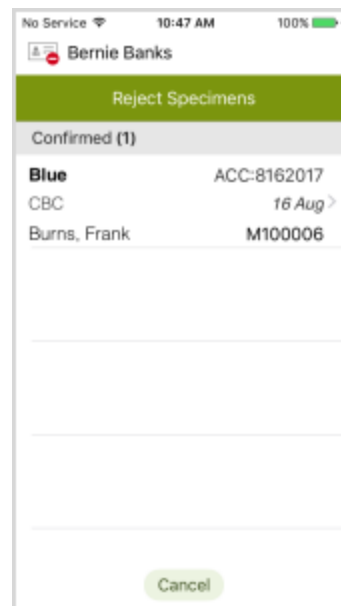 No Service 10:47 AM 100%
Bernie Banks
Reject Specimens
Confirmed (1)
Blue ACC:8162017
CBC 16 Aug >
Burns, Frank M100006
Cancel